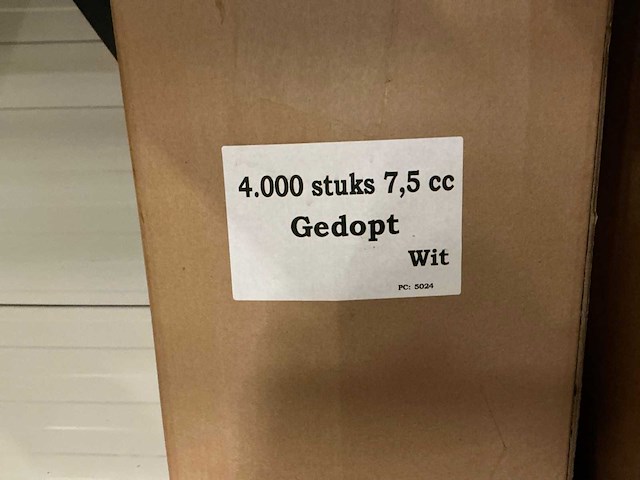 4.000 stuks 7,5 cc
Gedopt
Wit
PC: 5024